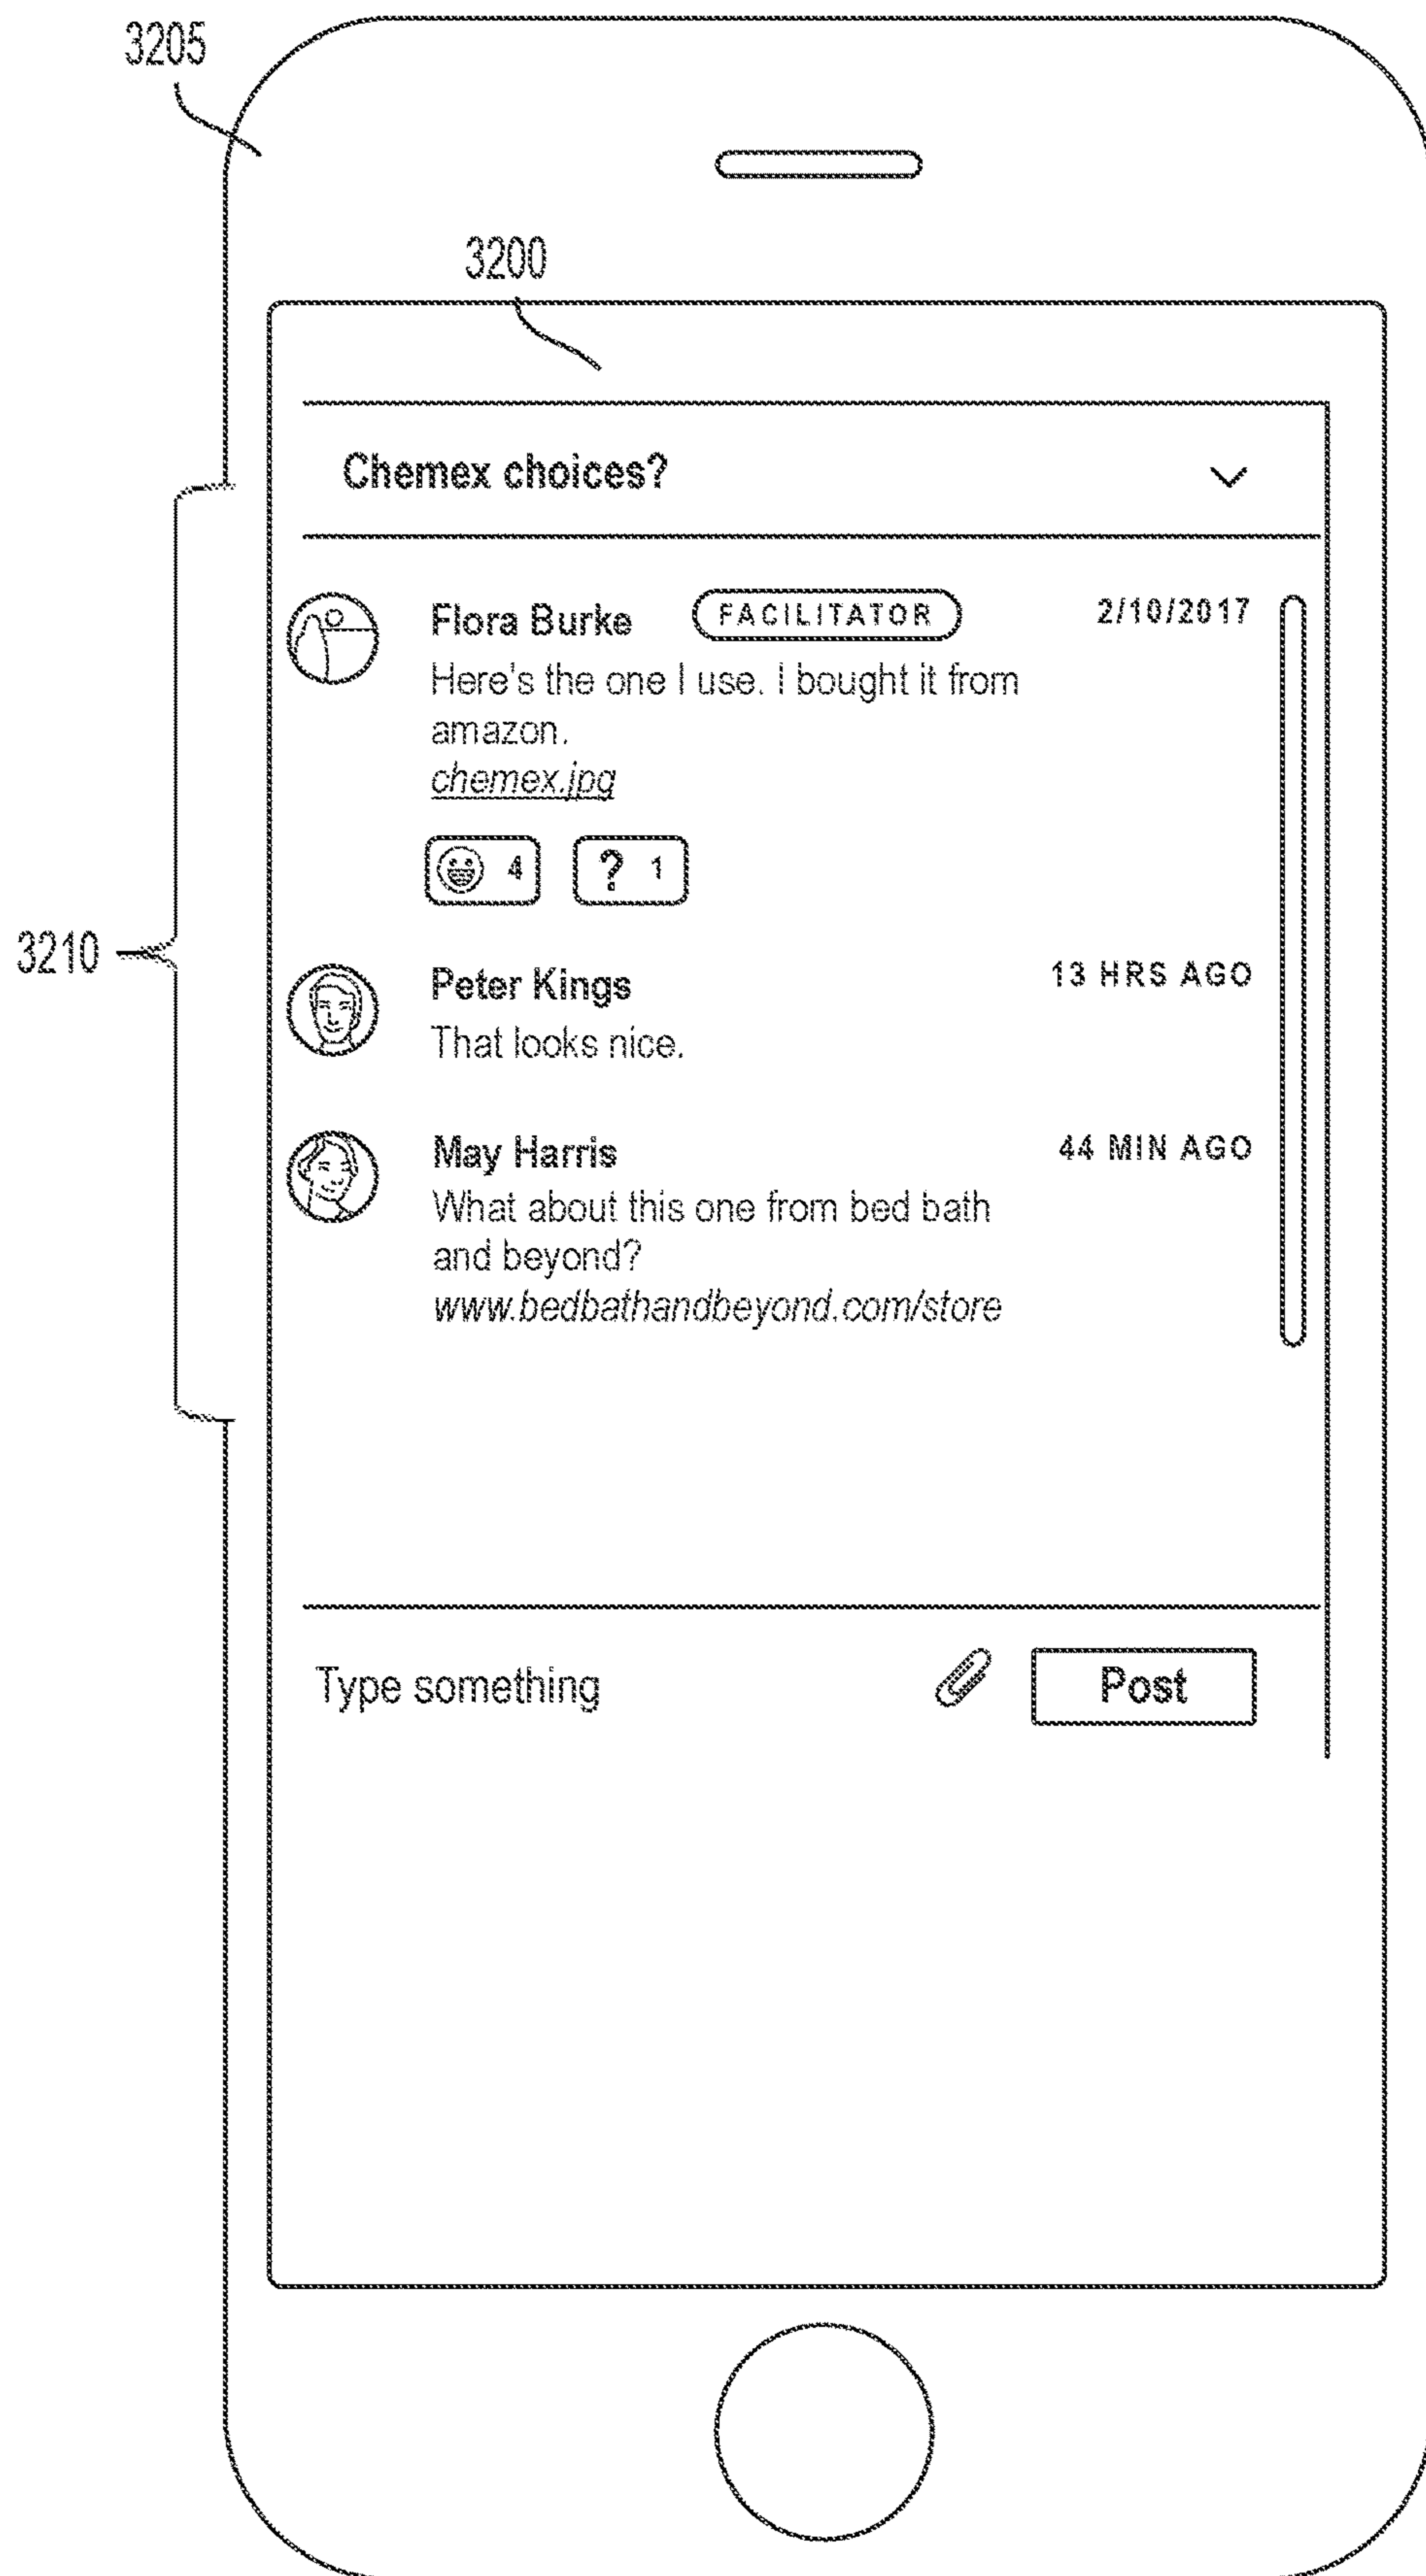 3205
3200
Chemex choices?
Flora Burke FACILITATOR 2/10/2017
Here's the one I use. I bought it from
amazon.
chemex.jpg
4 ? 1
3210
Peter Kings 13 HRS AGO
That looks nice.
May Harris 44 MIN AGO
What about this one from bed bath
and beyond?
www.bedbathandbeyond.com/store
Type something Post